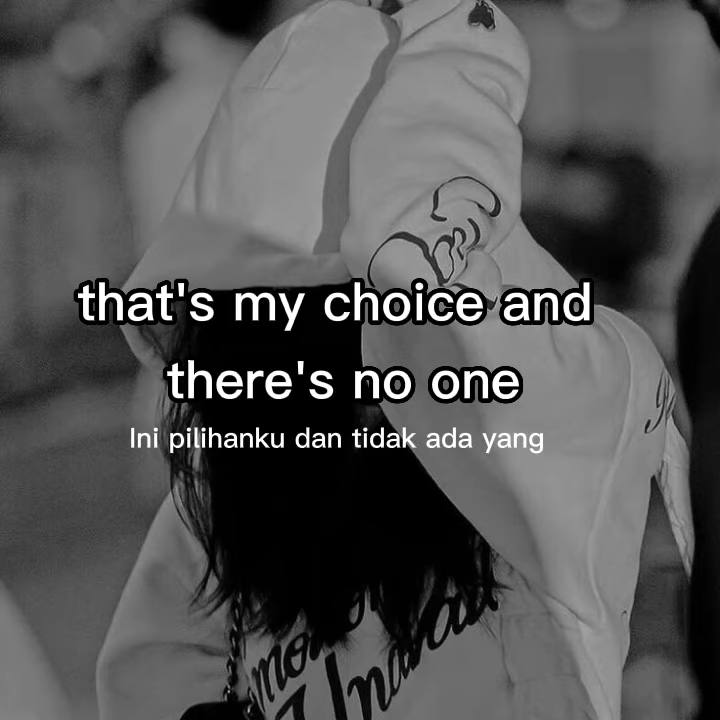 that's my choice and
there's no one
Ini pilihanku dan tidak ada yang